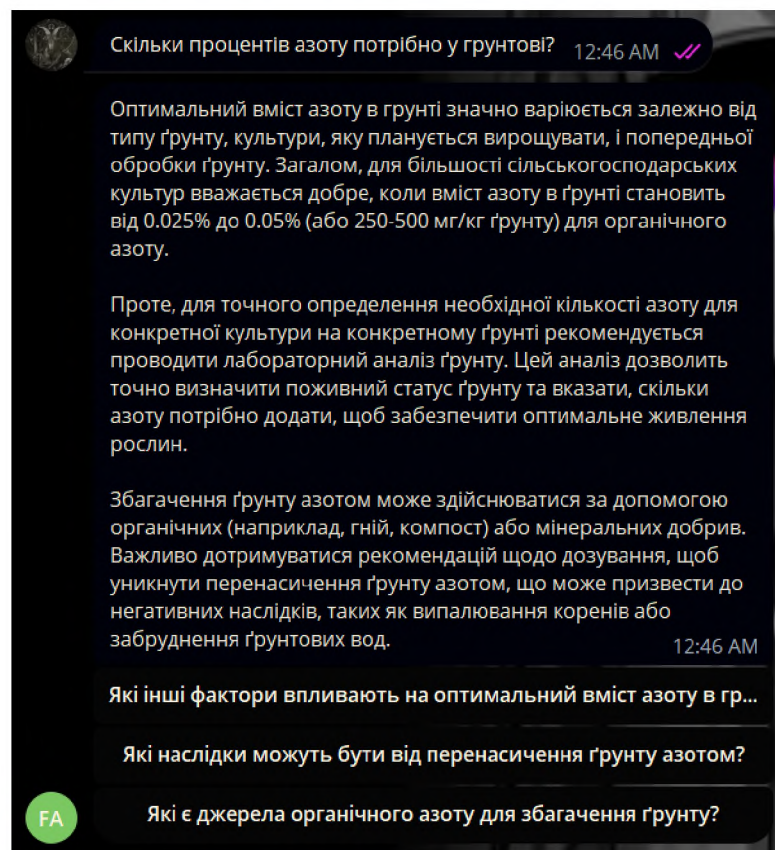 Скільки процентів азоту потрібно у грунтові? 12:46 AM
Оптимальний вміст азоту в грунті значно варіюється залежно від
типу ґрунту, культури, яку планується вирощувати, і попередньої
обробки ґрунту. Загалом, для більшості сільськогосподарських
культур вважається добре, коли вміст азоту в ґрунті становить
від 0.025% до 0.05% (або 250-500 мг/кг ґрунту) для органічного
азоту.
Проте, для точного определення необхідної кількості азоту для
конкретної культури на конкретному ґрунті рекомендується
проводити лабораторний аналіз ґрунту. Цей аналіз дозволить
точно визначити поживний статус ґрунту та вказати, скільки
азоту потрібно додати, щоб забезпечити оптимальне живлення
рослин.
Збагачення ґрунту азотом може здійснюватися за допомогою
органічних (наприклад, гній, компост) або мінеральних добрив.
Важливо дотримуватися рекомендацій щодо дозування, щоб
уникнути перенасичення ґрунту азотом, що може призвести до
негативних наслідків, таких як випалювання коренів або
забруднення ґрунтових вод. 12:46 AM
Які інші фактори впливають на оптимальний вміст азоту в гр...
Які наслідки можуть бути від перенасичення ґрунту азотом?
FA Які є джерела органічного азоту для збагачення ґрунту?